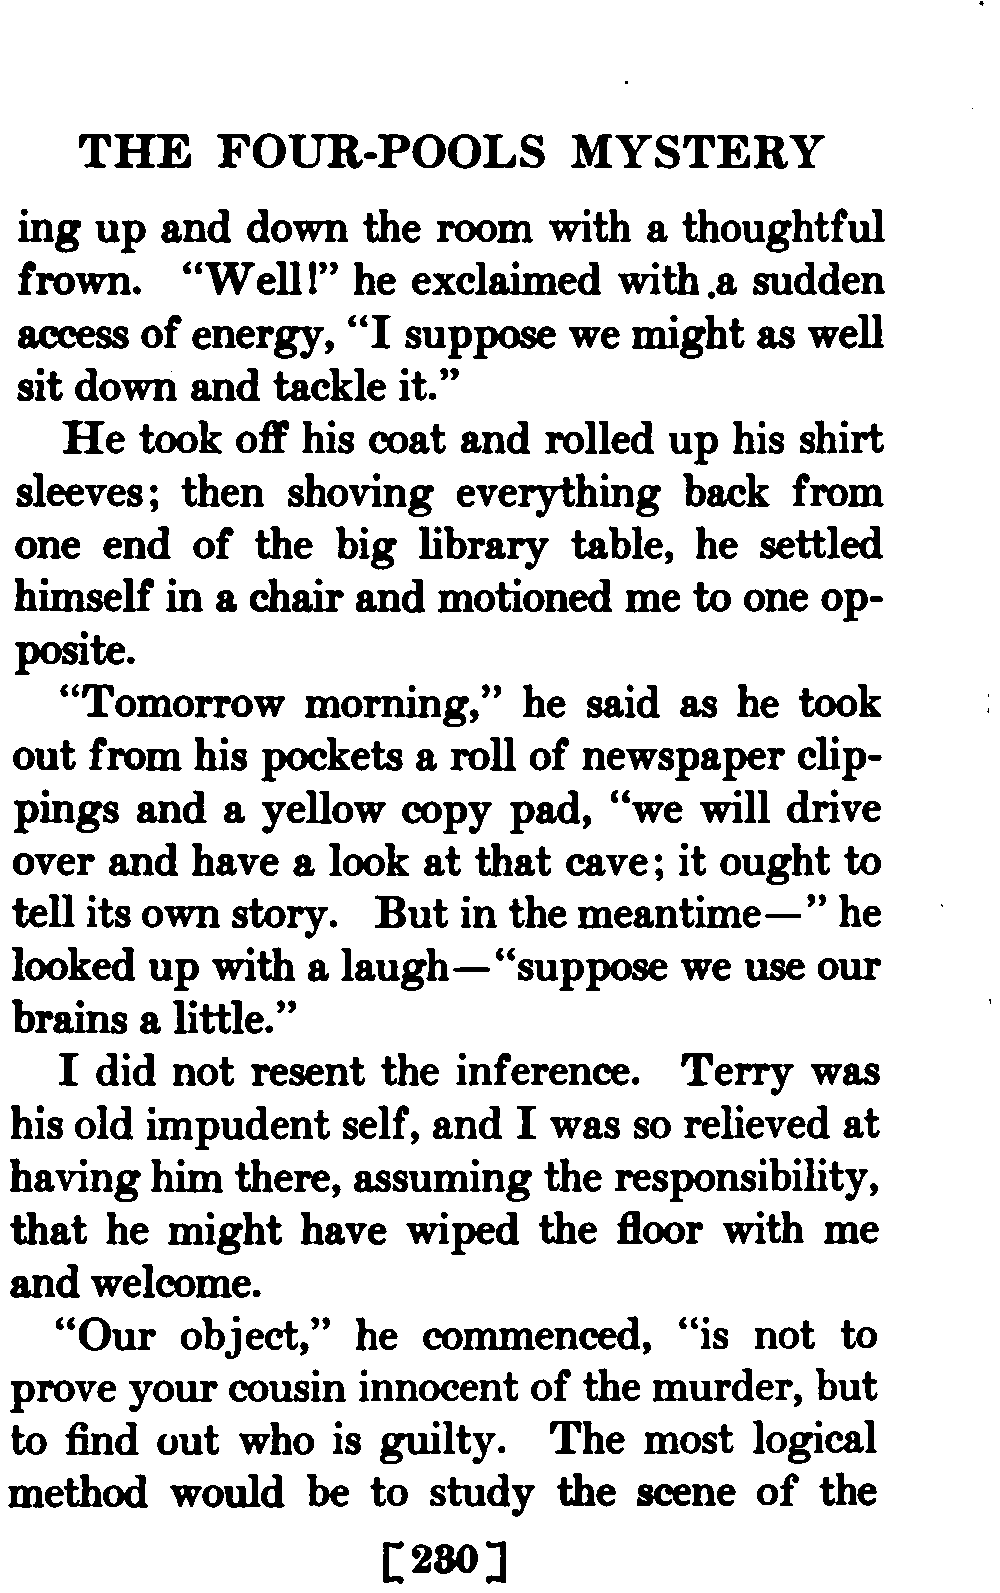 THE FOUR-POOLS MYSTERY
ing up and down the room with a thoughtful
frown. “Well!” he exclaimed with a sudden
access of energy, “I suppose we might as well
sit down and tackle it.”
He took off his coat and rolled up his shirt
sleeves; then shoving everything back from
one end of the big library table, he settled
himself in a chair and motioned me to one op-
posite.
“Tomorrow morning,” he said as he took
out from his pockets a roll of newspaper clip-
pings and a yellow copy pad, “we will drive
over and have a look at that cave; it ought to
tell its own story. But in the meantime—” he
looked up with a laugh—“suppose we use our
brains a little.”
I did not resent the inference. Terry was
his old impudent self, and I was so relieved at
having him there, assuming the responsibility,
that he might have wiped the floor with me
and welcome.
“Our object,” he commenced, “is not to
prove your cousin innocent of the murder, but
to find out who is guilty. The most logical
method would be to study the scene of the
[230]